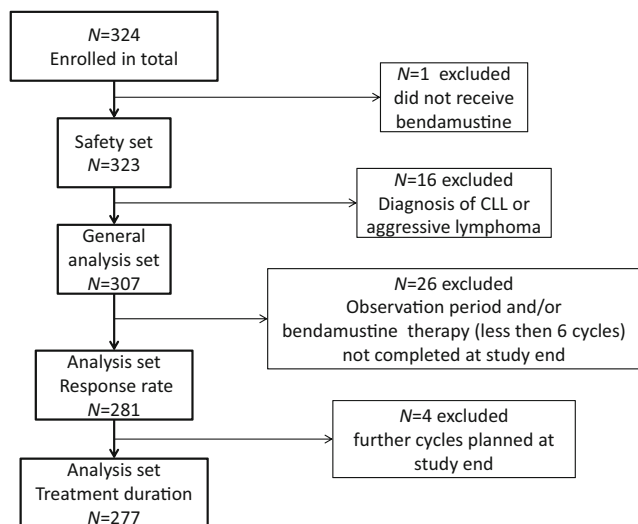 N=324
Enrolled in total
N=1 excluded
did not receive
bendamustine
Safety set
N=323
N=16 excluded
Diagnosis of CLL or
aggressive lymphoma
General
analysis set
N=307
N=26 excluded
Observation period and/or
bendamustine therapy (less then 6 cycles)
not completed at study end
Analysis set
Response rate
N=281
N=4 excluded
further cycles planned at
study end
Analysis set
Treatment duration
N=277